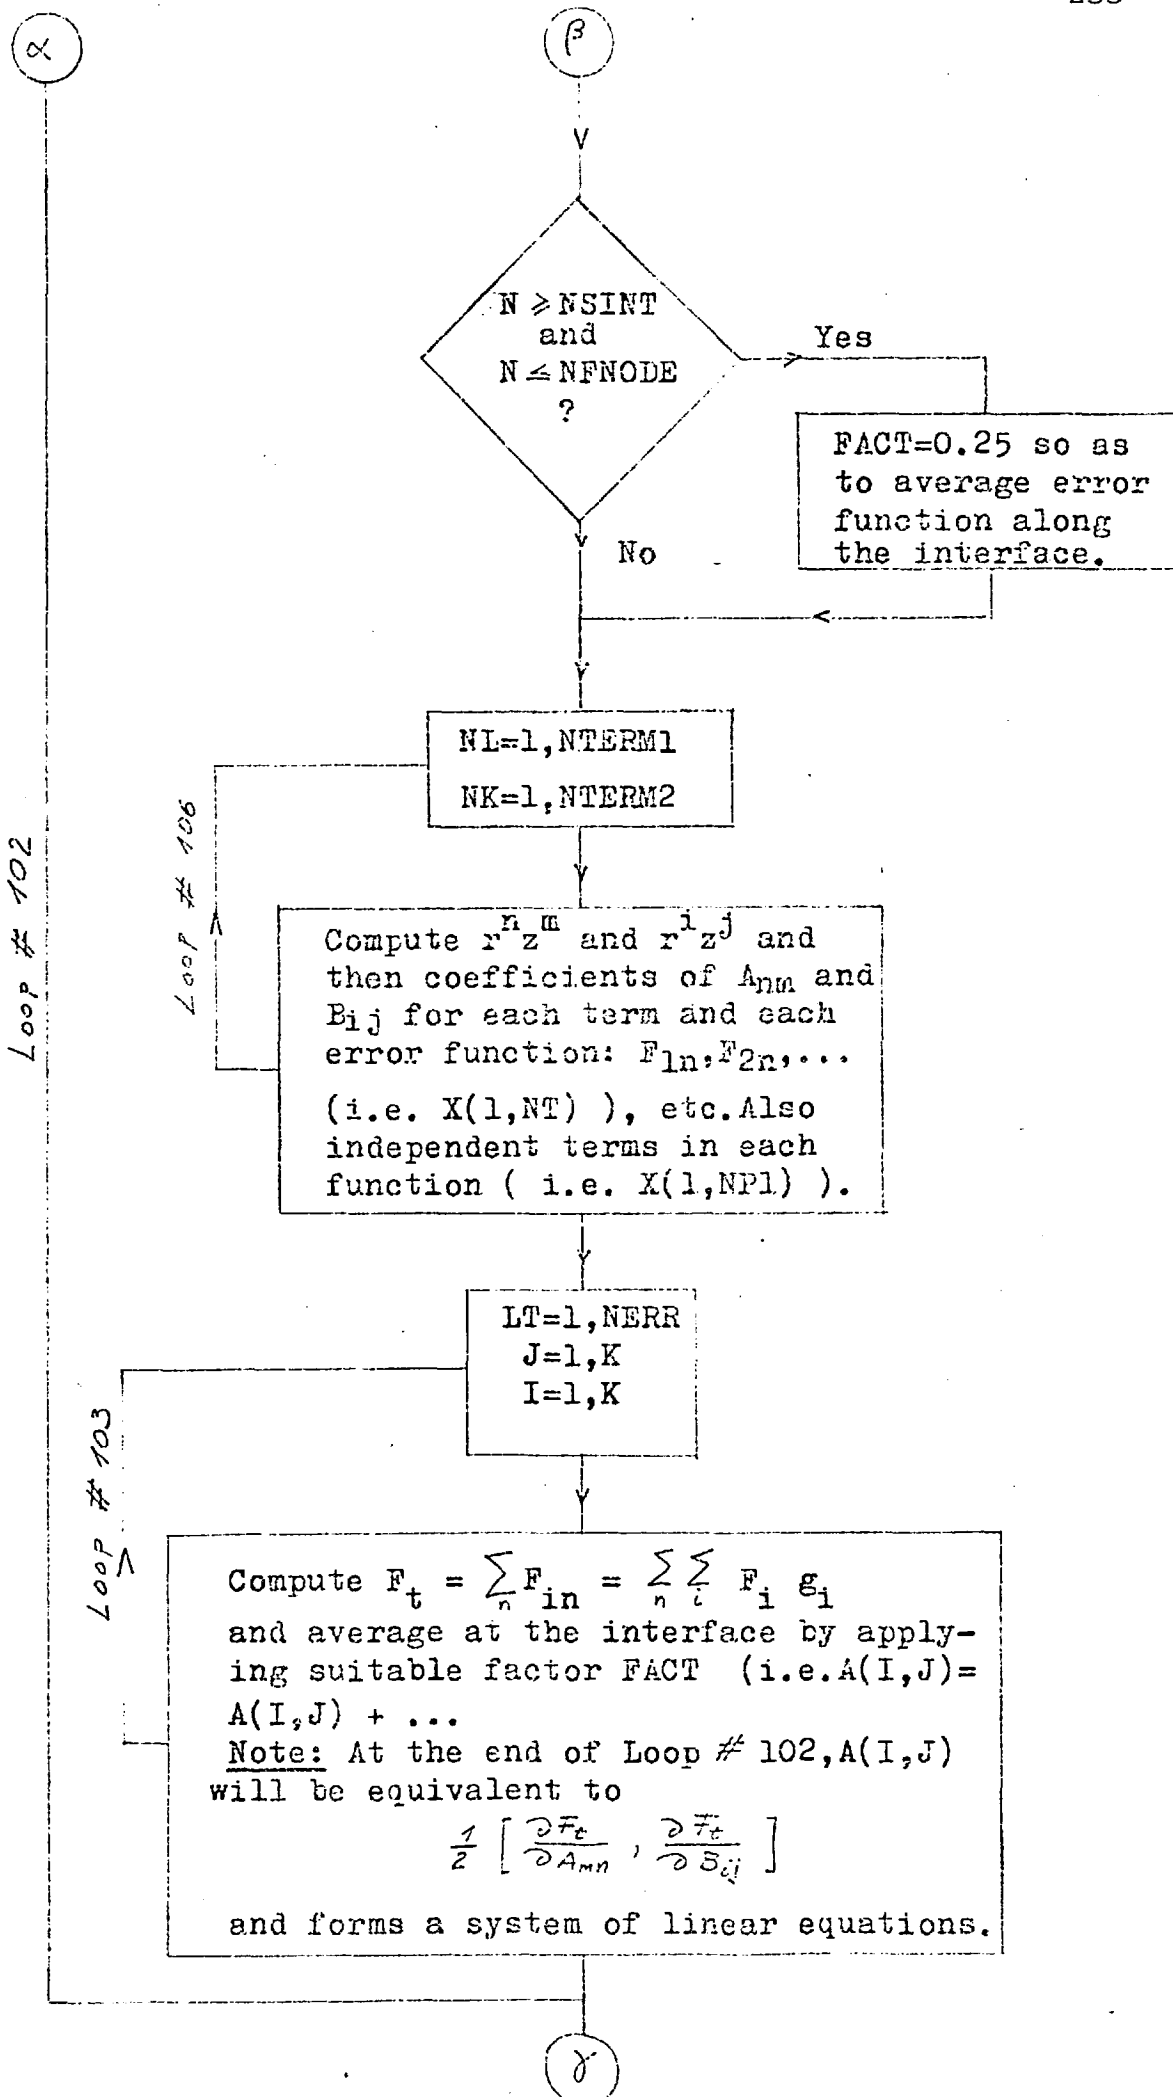 α
β
N ⩾ NSINT
and
N ≤ NFNODE
?
Yes
FACT=0.25 so as
to average error
function along
the interface.
No
NL=1,NTERM1
NK=1,NTERM2
Loop # 106
Loop # 102
Compute rⁿzᵐ and rⁱzʲ and
then coefficients of Anm and
Bij for each term and each
error function: F1n,F2n,...
(i.e. X(1,NT) ), etc.Also
independent terms in each
function ( i.e. X(1,NP1) ).
LT=1,NERR
J=1,K
I=1,K
Loop # 103
Compute Ft = ∑n Fin = ∑n ∑i Fi gi
and average at the interface by apply-
ing suitable factor FACT (i.e.A(I,J)=
A(I,J) + ...
Note: At the end of Loop # 102,A(I,J)
will be equivalent to
1/2 [ ∂Ft/∂Amn , ∂Ft/∂Bij ]
and forms a system of linear equations.
γ